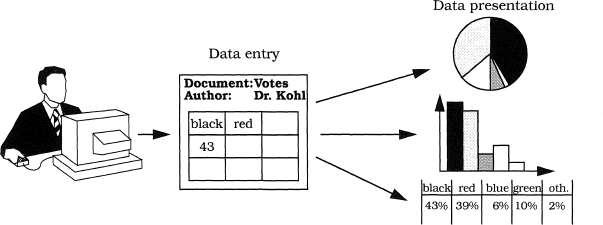 Data presentation
Data entry
Document: Votes
Author: Dr. Kohl
black red
43
black red blue green oth.
43% 39% 6% 10% 2%